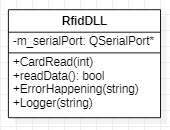 RfidDLL
-m_serialPort: QSerialPort*
+CardRead(int)
+readData(): bool
+ErrorHappening(string)
+Logger(string)